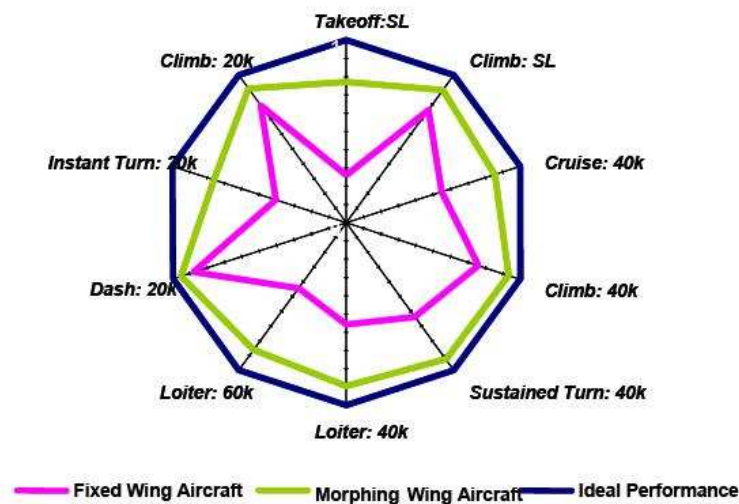 Takeoff:SL
Climb: 20k
Climb: SL
1
Instant Turn: 20k
Cruise: 40k
Dash: 20k
Climb: 40k
Loiter: 60k
Sustained Turn: 40k
Loiter: 40k
Fixed Wing Aircraft
Morphing Wing Aircraft
Ideal Performance